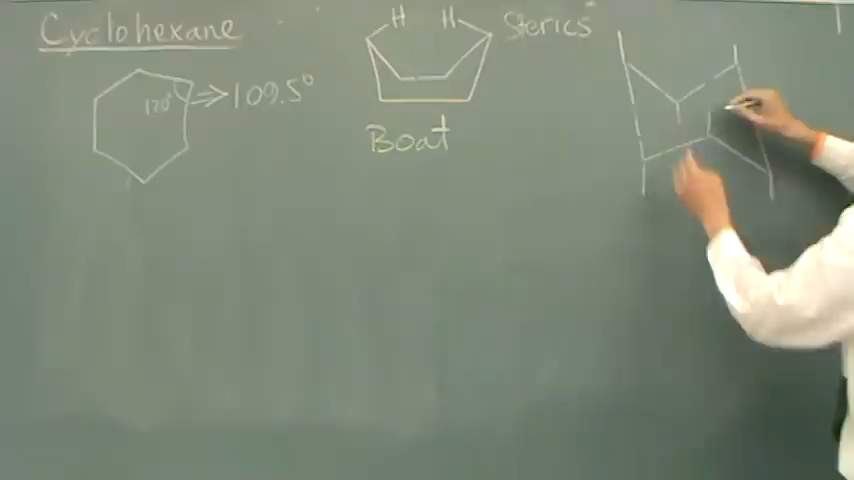 Cyclohexane
120° ⇒ 109.5°
H H Sterics
Boat